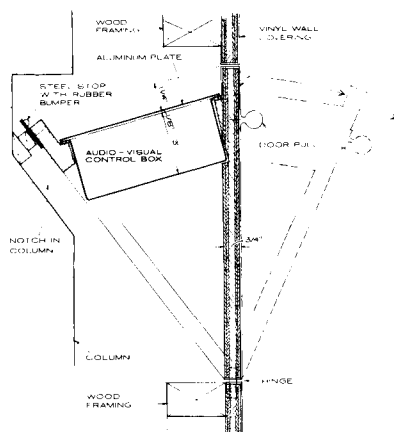 WOOD
FRAMING
VINYL WALL
COVERING
ALUMINUM PLATE
STEEL STOP
WITH RUBBER
BUMPER
AUDIO - VISUAL
CONTROL BOX
DOOR PULL
NOTCH IN
COLUMN
3/4"
COLUMN
HINGE
WOOD
FRAMING